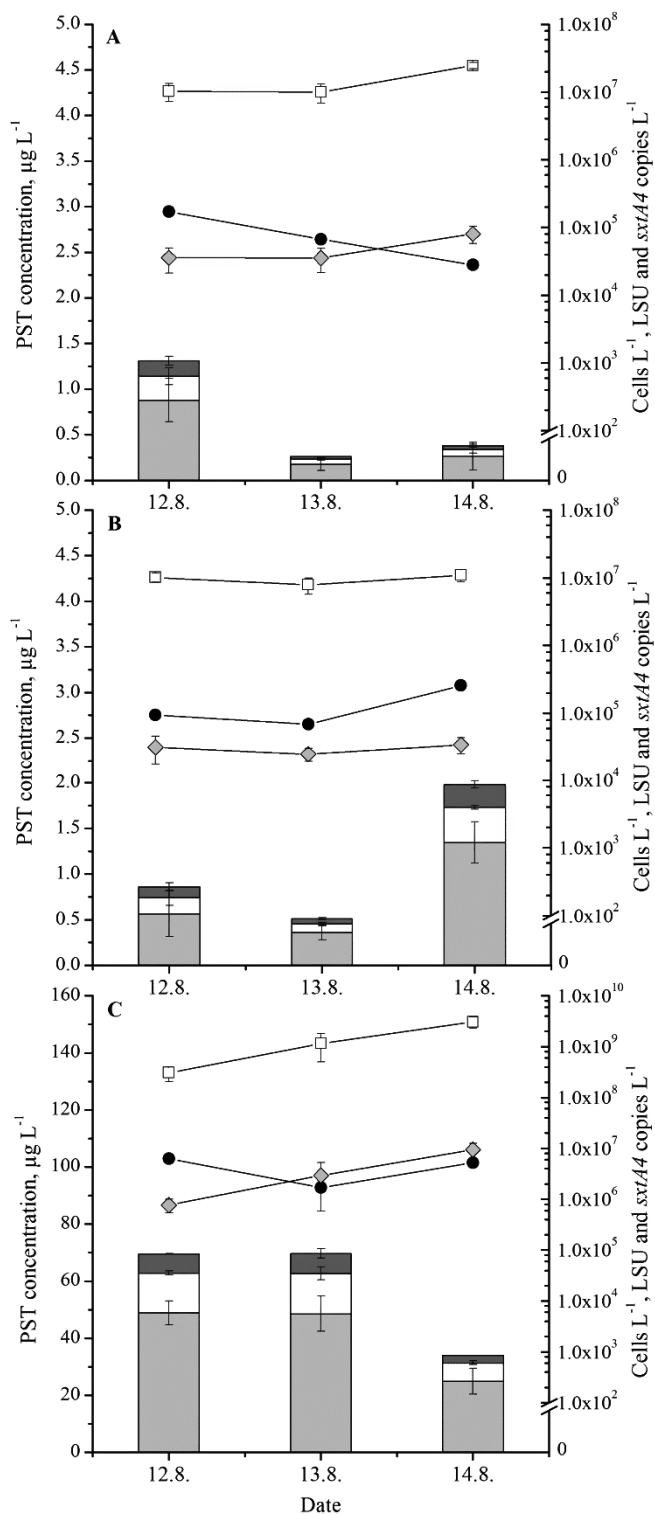 A
PST concentration, µg L⁻¹
5.0
4.5
4.0
3.5
3.0
2.5
2.0
1.5
1.0
0.5
0.0
1.0x10⁸
1.0x10⁷
1.0x10⁶
1.0x10⁵
1.0x10⁴
1.0x10³
1.0x10²
0
Cells L⁻¹, LSU and sxtA4 copies L⁻¹
12.8. 13.8. 14.8.
B
PST concentration, µg L⁻¹
5.0
4.5
4.0
3.5
3.0
2.5
2.0
1.5
1.0
0.5
0.0
1.0x10⁸
1.0x10⁷
1.0x10⁶
1.0x10⁵
1.0x10⁴
1.0x10³
1.0x10²
0
Cells L⁻¹, LSU and sxtA4 copies L⁻¹
12.8. 13.8. 14.8.
C
PST concentration, µg L⁻¹
160
140
120
100
80
60
40
20
0
1.0x10¹⁰
1.0x10⁹
1.0x10⁸
1.0x10⁷
1.0x10⁶
1.0x10⁵
1.0x10⁴
1.0x10³
1.0x10²
0
Cells L⁻¹, LSU and sxtA4 copies L⁻¹
12.8. 13.8. 14.8.
Date